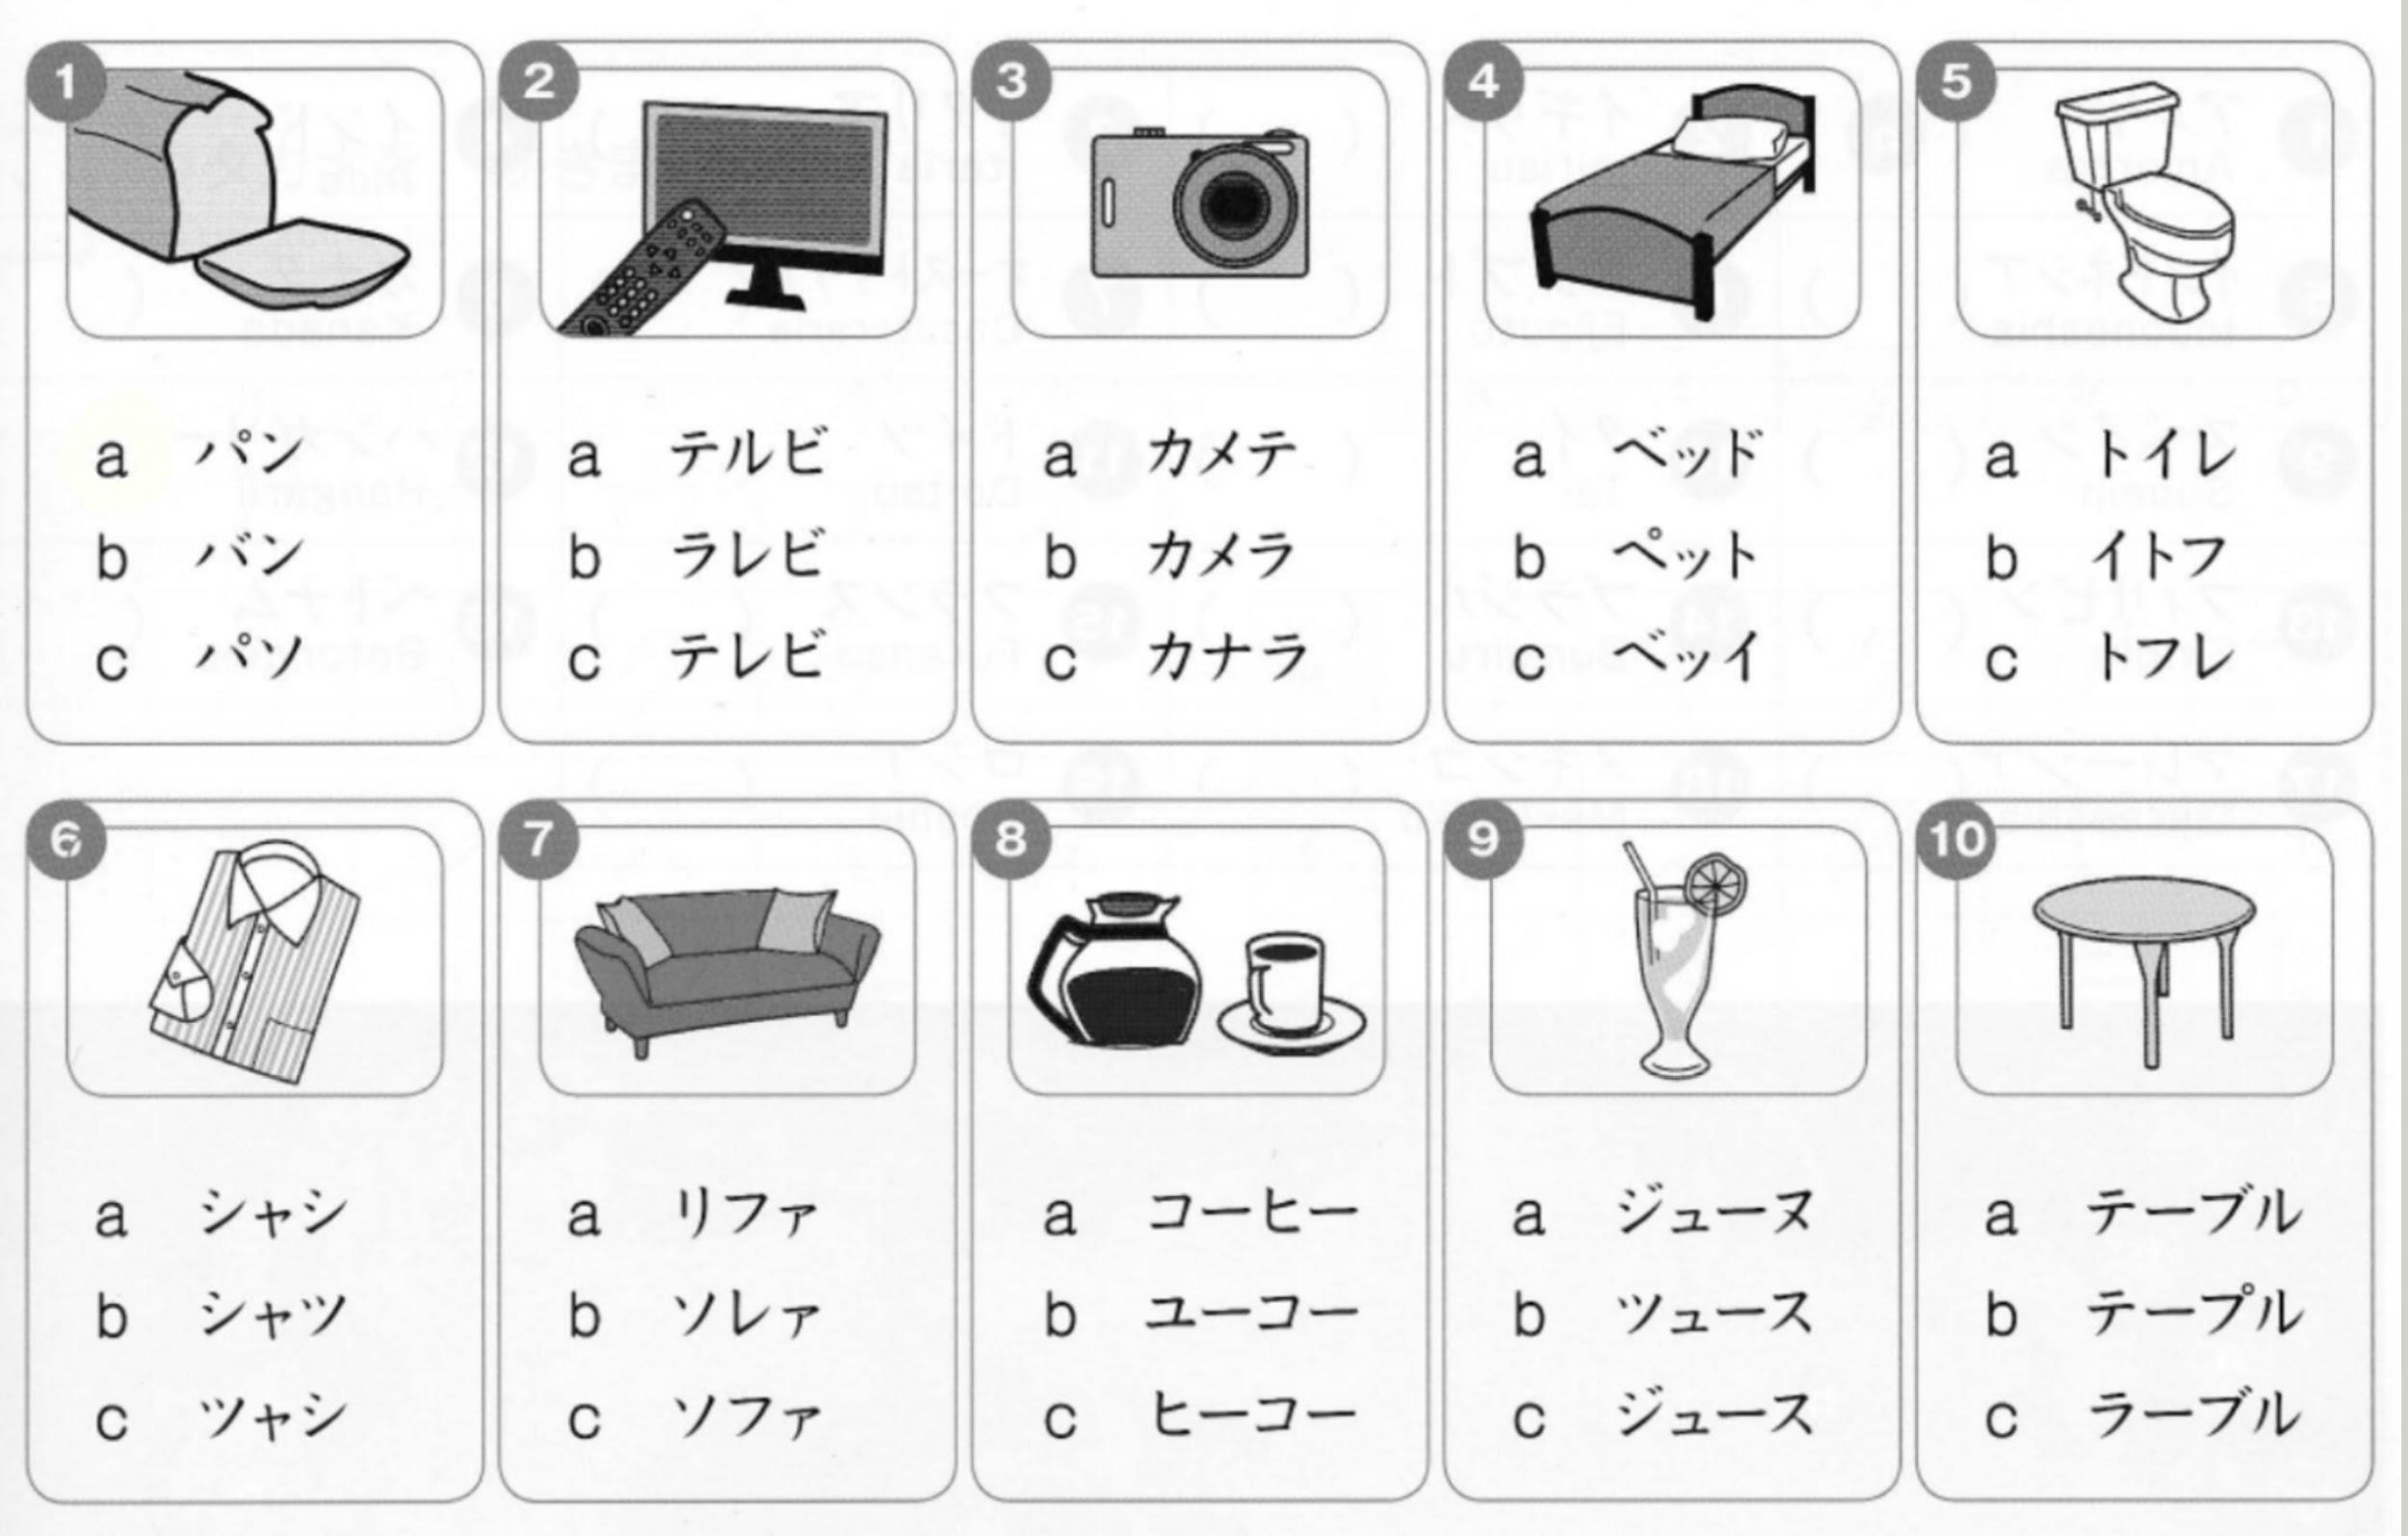 1
a パン
b バン
c パソ
2
a テルビ
b ラレビ
c テレビ
3
a カメテ
b カメラ
c カナラ
4
a ベッド
b ペット
c ベッイ
5
a トイレ
b イトフ
c トフレ
6
a シャシ
b シャツ
c ツャシ
7
a リファ
b ソレァ
c ソファ
8
a コーヒー
b ユーコー
c ヒーコー
9
a ジューヌ
b ツュース
c ジュース
10
a テーブル
b テープル
c ラーブル